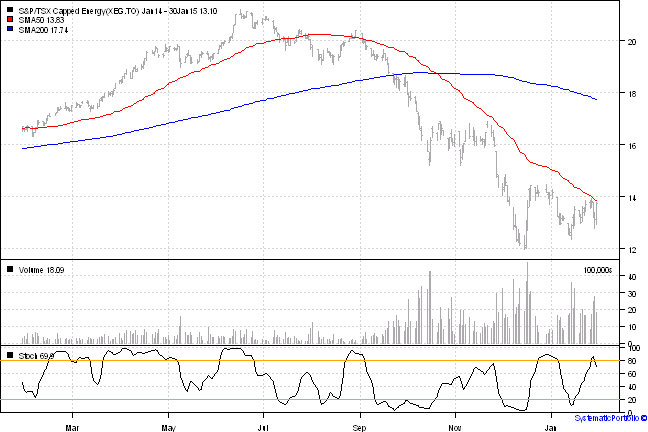 S&P/TSX Capped Energy(XEG.TO) Jan14 - 30Jan15 13.10
SMA50 13.83
SMA200 17.74
20
18
16
14
12
Volume 18.09
100,000s
40
30
20
10
0
Stoch 69.9
100
80
60
40
20
0
Mar May Jul Sep Nov Jan
SystematicPortfolio ©